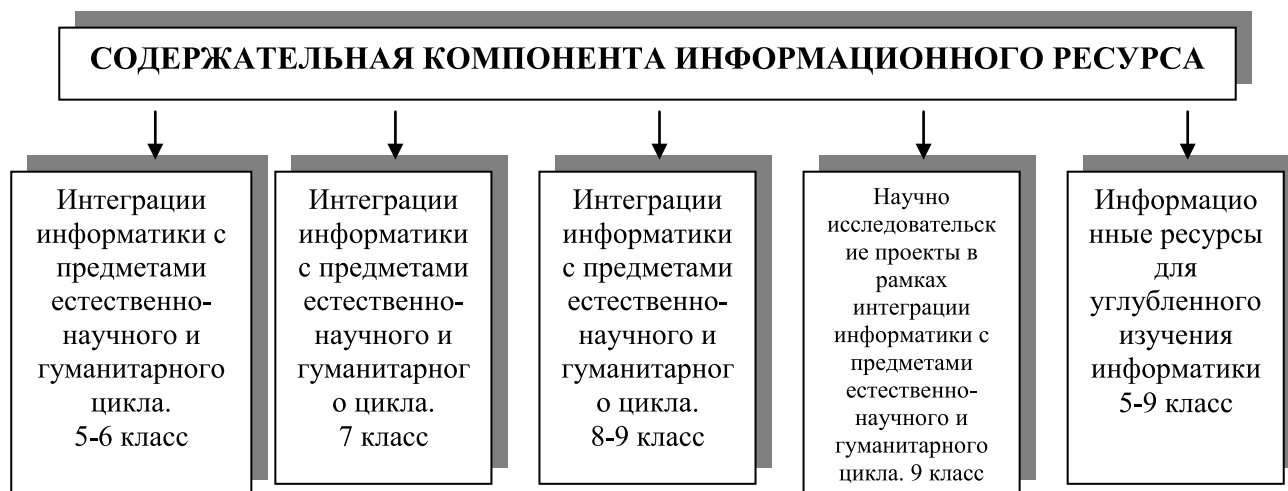 СОДЕРЖАТЕЛЬНАЯ КОМПОНЕНТА ИНФОРМАЦИОННОГО РЕСУРСА
Интеграции
информатики с
предметами
естественно-
научного и
гуманитарного
цикла.
5-6 класс
Интеграции
информатики
с предметами
естественно-
научного и
гуманитарног
о цикла.
7 класс
Интеграции
информатики
с предметами
естественно-
научного и
гуманитарног
о цикла.
8-9 класс
Научно
исследовательск
ие проекты в
рамках
интеграции
информатики с
предметами
естественно-
научного и
гуманитарного
цикла. 9 класс
Информацио
нные ресурсы
для
углубленного
изучения
информатики
5-9 класс